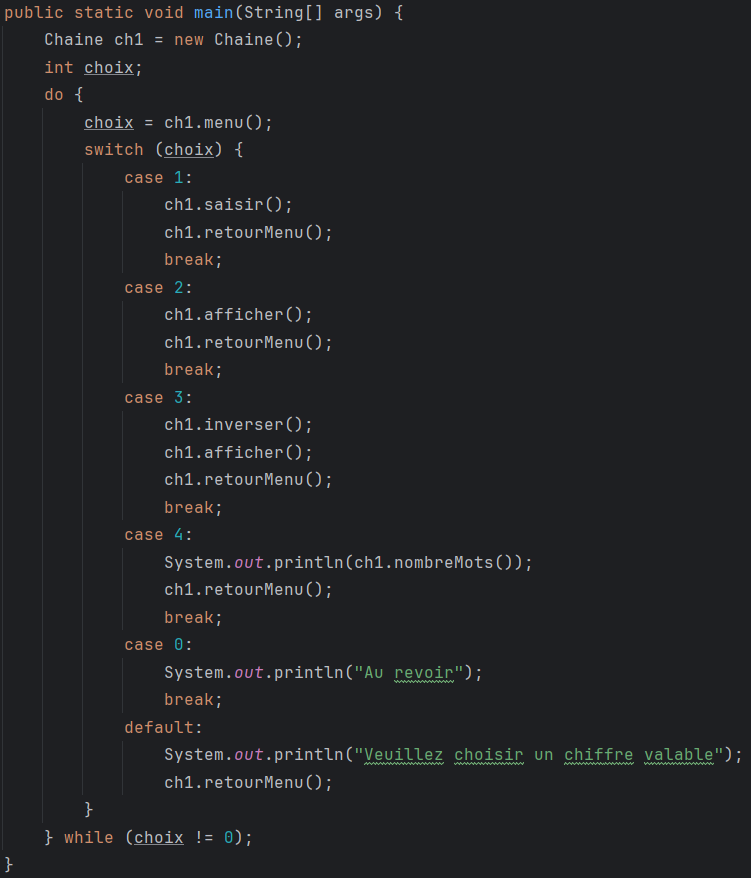 public static void main(String[] args) {
    Chaine ch1 = new Chaine();
    int choix;
    do {
        choix = ch1.menu();
        switch (choix) {
            case 1:
                ch1.saisir();
                ch1.retourMenu();
                break;
            case 2:
                ch1.afficher();
                ch1.retourMenu();
                break;
            case 3:
                ch1.inverser();
                ch1.afficher();
                ch1.retourMenu();
                break;
            case 4:
                System.out.println(ch1.nombreMots());
                ch1.retourMenu();
                break;
            case 0:
                System.out.println("Au revoir");
                break;
            default:
                System.out.println("Veuillez choisir un chiffre valable");
                ch1.retourMenu();
        }
    } while (choix != 0);
}